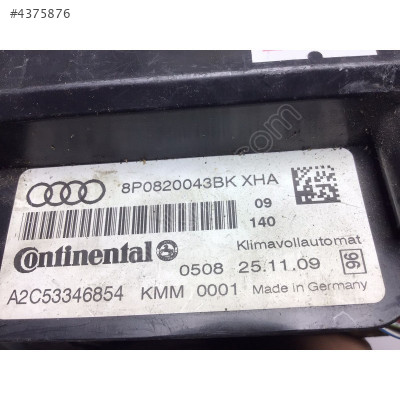 #4375876
8P0820043BK XHA
09
140
Continental
Klimavollautomat
0508 25.11.09
96
A2C53346854 KMM 0001 Made in Germany